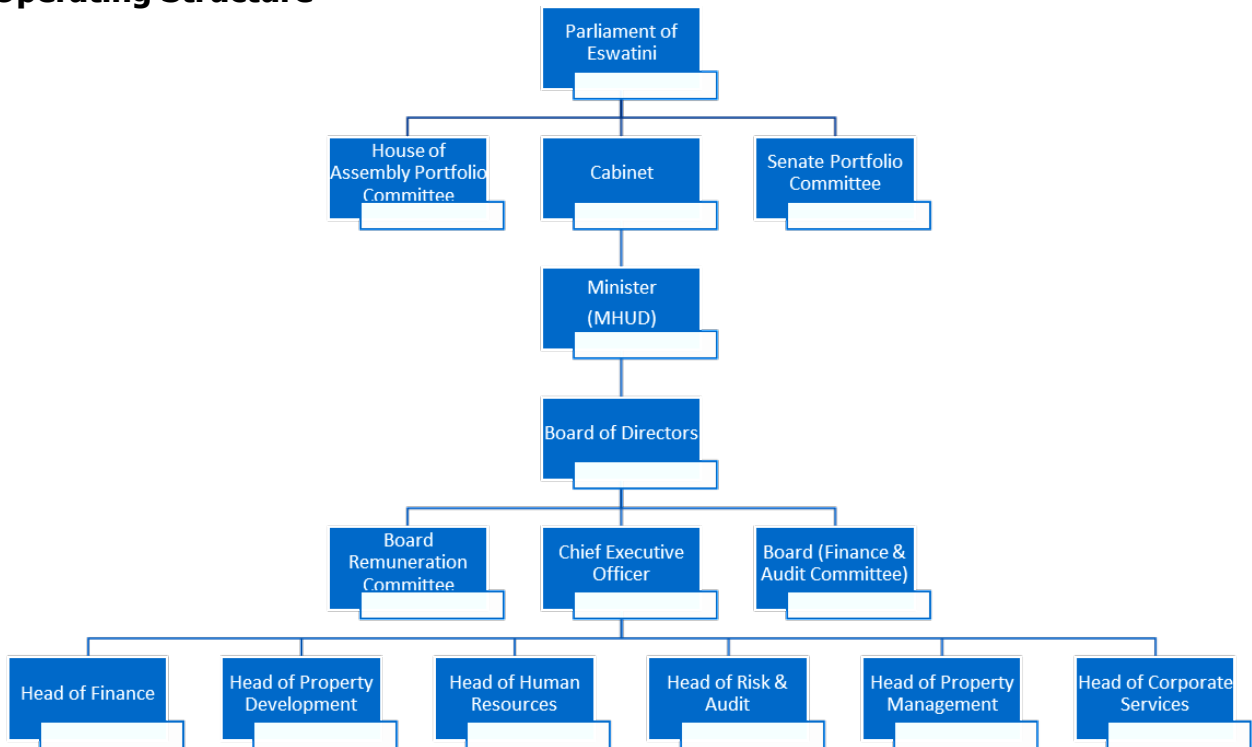 Operating Structure
Parliament of
Eswatini
House of
Assembly Portfolio
Committee
Cabinet
Senate Portfolio
Committee
Minister
(MHUD)
Board of Directors
Board
Remuneration
Committee
Chief Executive
Officer
Board (Finance &
Audit Committee)
Head of Finance
Head of Property
Development
Head of Human
Resources
Head of Risk &
Audit
Head of Property
Management
Head of Corporate
Services